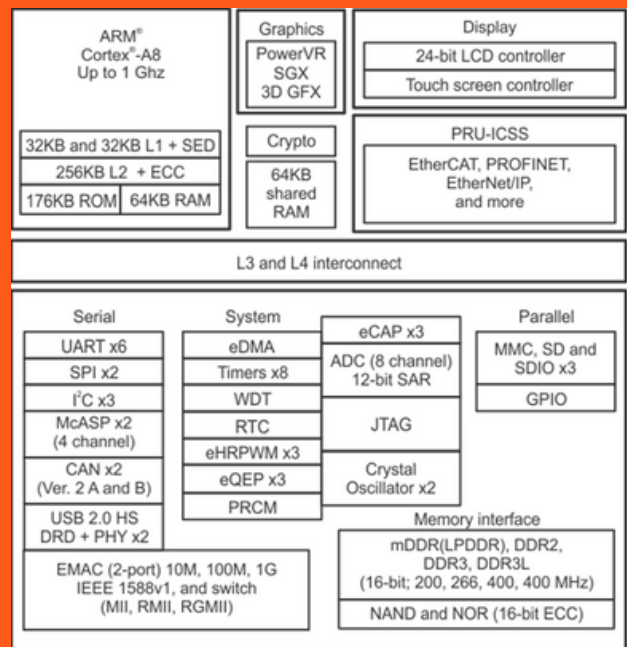 ARM®
Cortex®-A8
Up to 1 Ghz
32KB and 32KB L1 + SED
256KB L2 + ECC
176KB ROM
64KB RAM
Graphics
PowerVR
SGX
3D GFX
Crypto
64KB
shared
RAM
Display
24-bit LCD controller
Touch screen controller
PRU-ICSS
EtherCAT, PROFINET,
EtherNet/IP,
and more
L3 and L4 interconnect
Serial
UART x6
SPI x2
I²C x3
McASP x2
(4 channel)
CAN x2
(Ver. 2 A and B)
USB 2.0 HS
DRD + PHY x2
EMAC (2-port) 10M, 100M, 1G
IEEE 1588v1, and switch
(MII, RMII, RGMII)
System
eDMA
Timers x8
WDT
RTC
eHRPWM x3
eQEP x3
PRCM
eCAP x3
ADC (8 channel)
12-bit SAR
JTAG
Crystal
Oscillator x2
Parallel
MMC, SD and
SDIO x3
GPIO
Memory interface
mDDR(LPDDR), DDR2,
DDR3, DDR3L
(16-bit; 200, 266, 400, 400 MHz)
NAND and NOR (16-bit ECC)